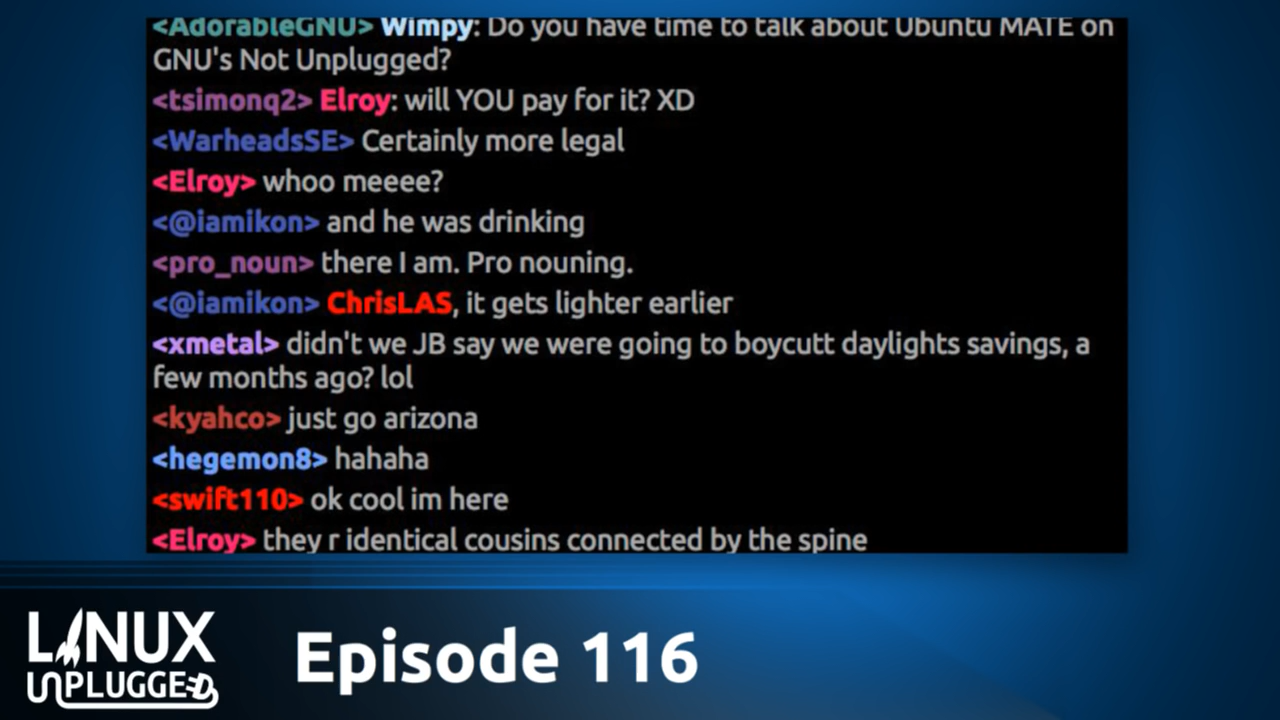 <AdorableGNU> Wimpy: Do you have time to talk about Ubuntu MATE on
GNU's Not Unplugged?
<tsimonq2> Elroy: will YOU pay for it? XD
<WarheadsSE> Certainly more legal
<Elroy> whoo meeee?
<@iamikon> and he was drinking
<pro_noun> there I am. Pro nouning.
<@iamikon> ChrisLAS, it gets lighter earlier
<xmetal> didn't we JB say we were going to boycutt daylights savings, a
few months ago? lol
<kyahco> just go arizona
<hegemon8> hahaha
<swift110> ok cool im here
<Elroy> they r identical cousins connected by the spine
LINUX
UNPLUGGED
Episode 116